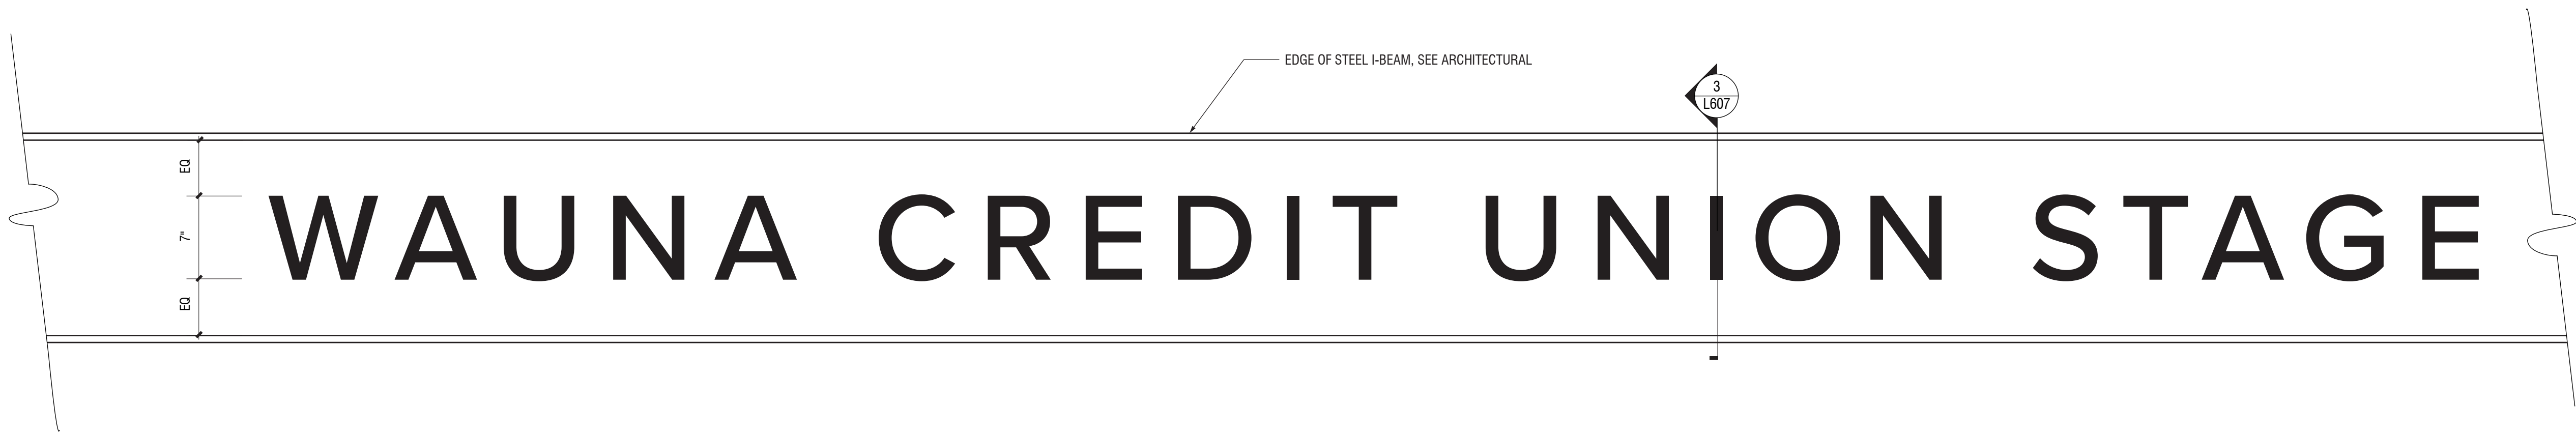 EDGE OF STEEL I-BEAM, SEE ARCHITECTURAL
3
L607
EQ
7"
EQ
WAUNA CREDIT UNION STAGE